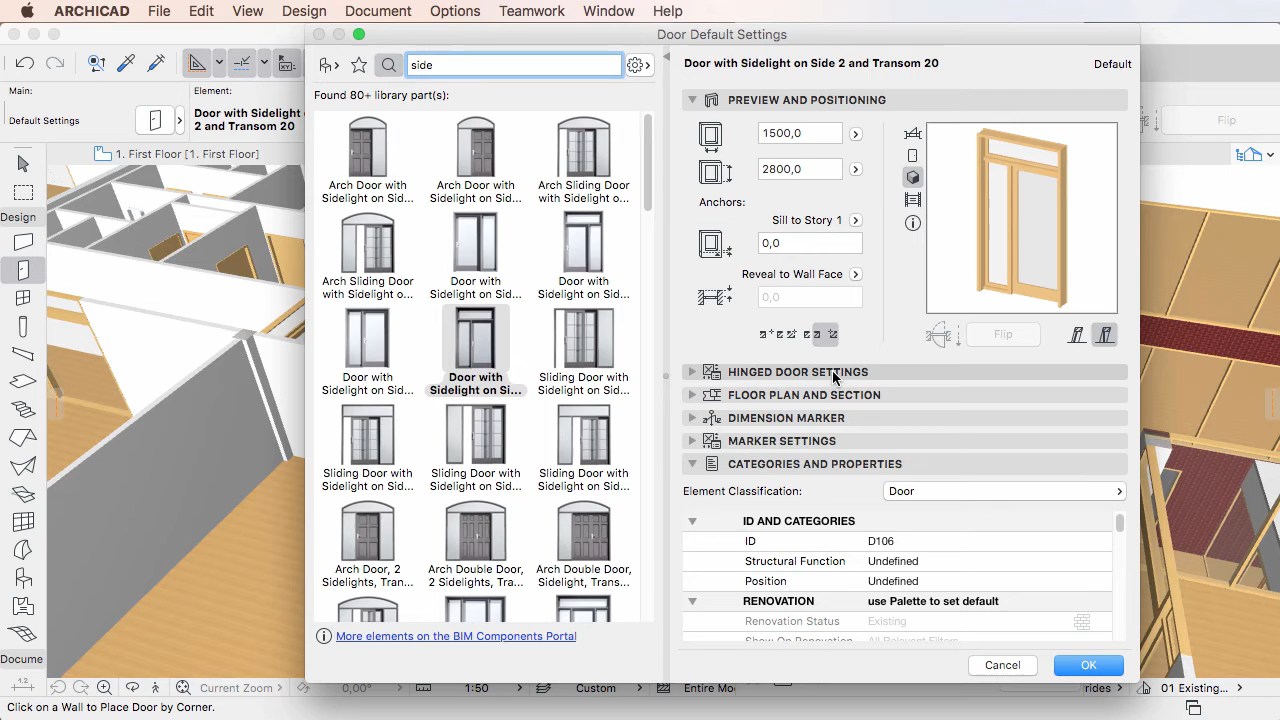 ARCHICAD File Edit View Design Document Options Teamwork Window Help
Door Default Settings
side
Found 80+ library part(s):
Arch Door with
Sidelight on Sid...
Arch Door with
Sidelight on Sid...
Arch Sliding Door
with Sidelight o...
Arch Sliding Door
with Sidelight o...
Door with
Sidelight on Sid...
Door with
Sidelight on Sid...
Door with
Sidelight on Sid...
Door with
Sidelight on Si...
Sliding Door with
Sidelight on Sid...
Sliding Door with
Sidelight on Sid...
Sliding Door with
Sidelight on Sid...
Sliding Door with
Sidelight on Sid...
Arch Door, 2
Sidelights, Tran...
Arch Double Door,
2 Sidelights, Tra...
Arch Double Door,
Sidelight, Trans...
More elements on the BIM Components Portal
Door with Sidelight on Side 2 and Transom 20 Default
PREVIEW AND POSITIONING
1500,0
2800,0
Anchors:
Sill to Story 1
0,0
Reveal to Wall Face
0,0
Flip
HINGED DOOR SETTINGS
FLOOR PLAN AND SECTION
DIMENSION MARKER
MARKER SETTINGS
CATEGORIES AND PROPERTIES
Element Classification: Door
ID AND CATEGORIES
ID D106
Structural Function Undefined
Position Undefined
RENOVATION use Palette to set default
Renovation Status Existing
Show On Renovation All Relevant Filters
Cancel OK
Main:
Default Settings
Element:
Door with Sidelight o
2 and Transom 20
1. First Floor [1. First Floor]
Design
Docume
Flip
1.2 Current Zoom 0,00° 1:50 Custom Entire Mo rides 01 Existing...
Click on a Wall to Place Door by Corner.